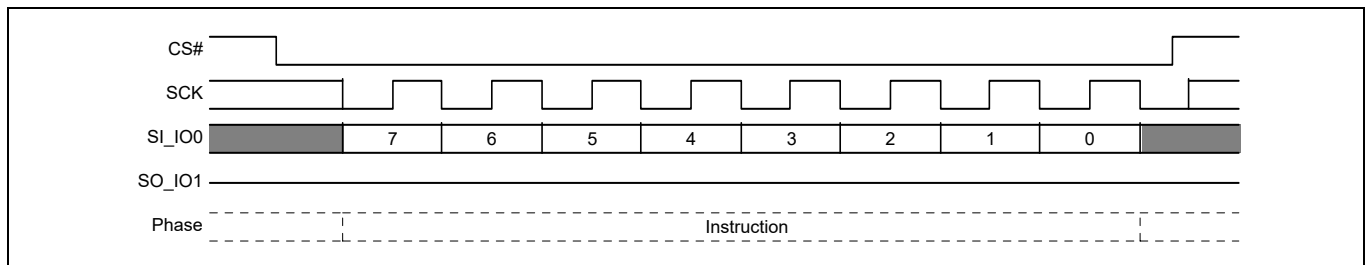 CS#
SCK
SI_IO0 7 6 5 4 3 2 1 0
SO_IO1
Phase Instruction